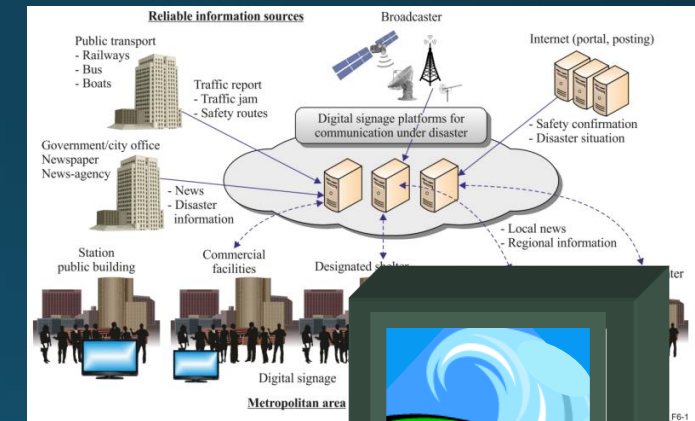 Reliable information sources
Broadcaster
Internet (portal, posting)
Public transport
- Railways
- Bus
- Boats
Traffic report
- Traffic jam
- Safety routes
Digital signage platforms for
communication under disaster
- Safety confirmation
- Disaster situation
Government/city office
Newspaper
News-agency
- News
- Disaster
information
- Local news
- Regional information
Station
public building
Commercial
facilities
Designated
Digital signage
Metropolitan area
F6-1